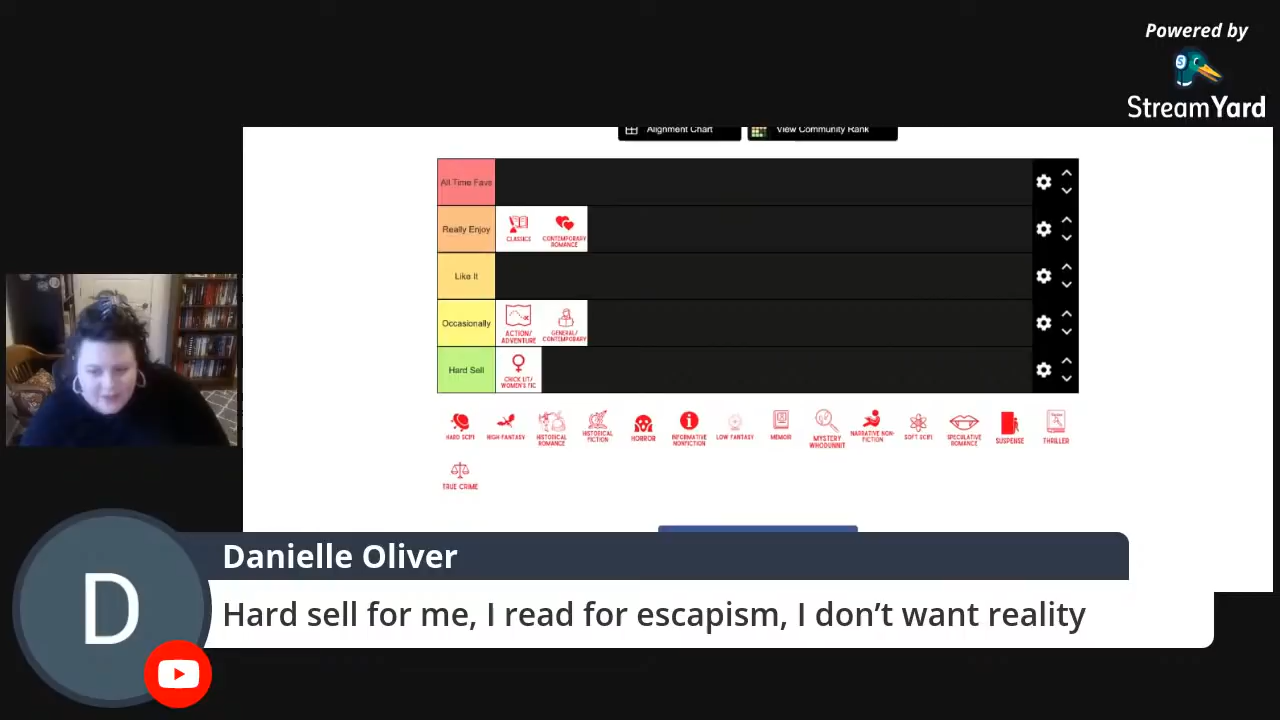 Powered by
StreamYard
Alignment Chart
View Community Rank
All Time Favs
Really Enjoy
CLASSICS
CONTEMPORARY
ROMANCE
Like It
Occasionally
ACTION/
ADVENTURE
GENERAL/
CONTEMPORARY
Hard Sell
CHICK LIT/
WOMEN'S FIC
HARD SCIFI
HIGH FANTASY
HISTORICAL
ROMANCE
HISTORICAL
FICTION
HORROR
INFORMATIVE
NONFICTION
LOW FANTASY
MEMOIR
MYSTERY
WHODUNNIT
NARRATIVE NON-
FICTION
SOFT SCIFI
SPECULATIVE
ROMANCE
SUSPENSE
THRILLER
TRUE CRIME
D
Danielle Oliver
Hard sell for me, I read for escapism, I don’t want reality